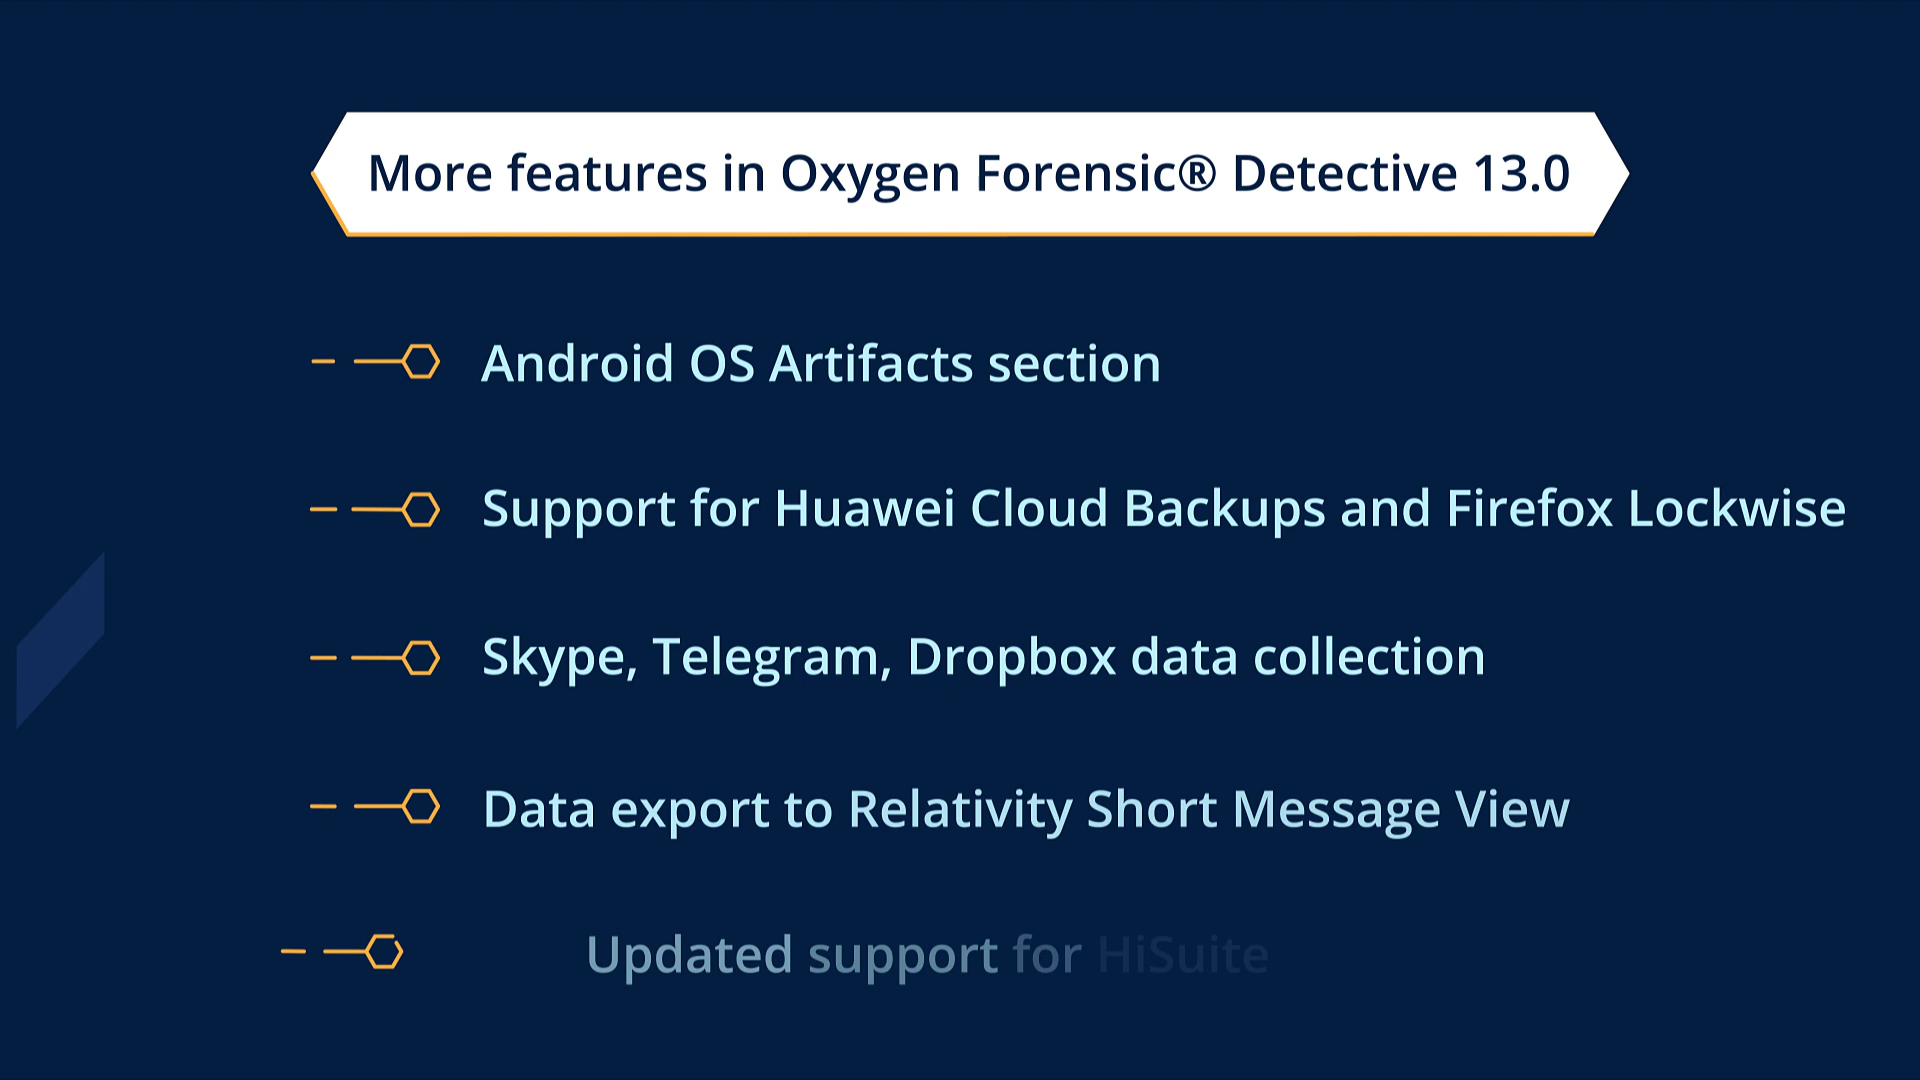 More features in Oxygen Forensic® Detective 13.0
Android OS Artifacts section
Support for Huawei Cloud Backups and Firefox Lockwise
Skype, Telegram, Dropbox data collection
Data export to Relativity Short Message View
Updated support for HiSuite